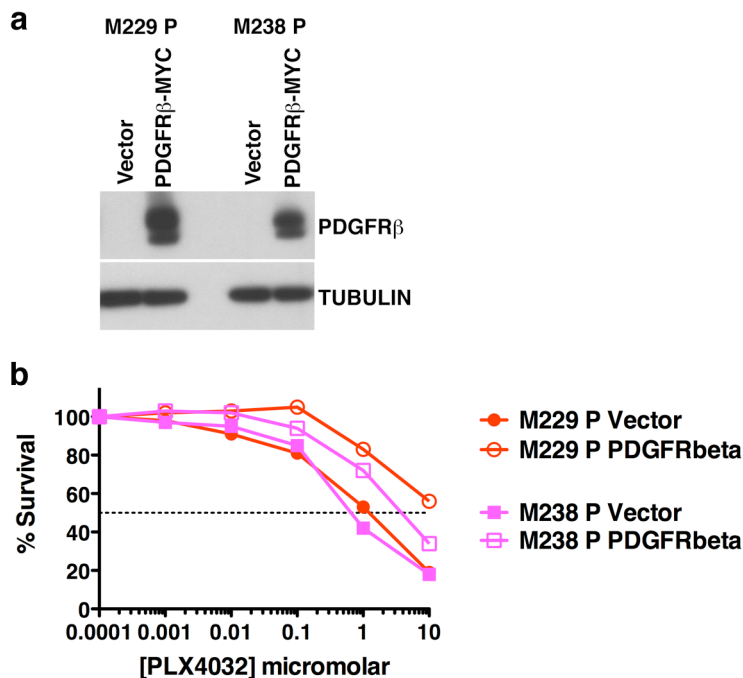 a
M229 P M238 P
Vector
PDGFRβ-MYC
Vector
PDGFRβ-MYC
PDGFRβ
TUBULIN
b
% Survival
100
80
60
40
20
0
0.0001 0.001 0.01 0.1 1 10
[PLX4032] micromolar
M229 P Vector
M229 P PDGFRbeta
M238 P Vector
M238 P PDGFRbeta